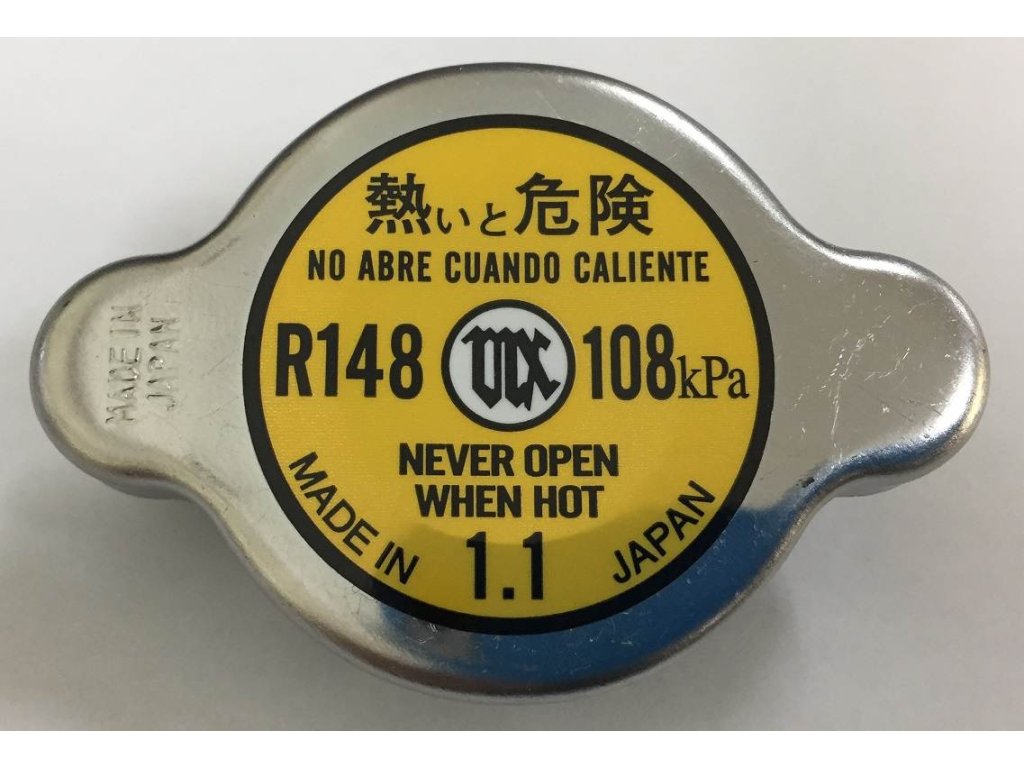 熱いと危険
NO ABRE CUANDO CALIENTE
R148
108kPa
NEVER OPEN
WHEN HOT
MADE IN JAPAN
1.1
MADE IN
JAPAN